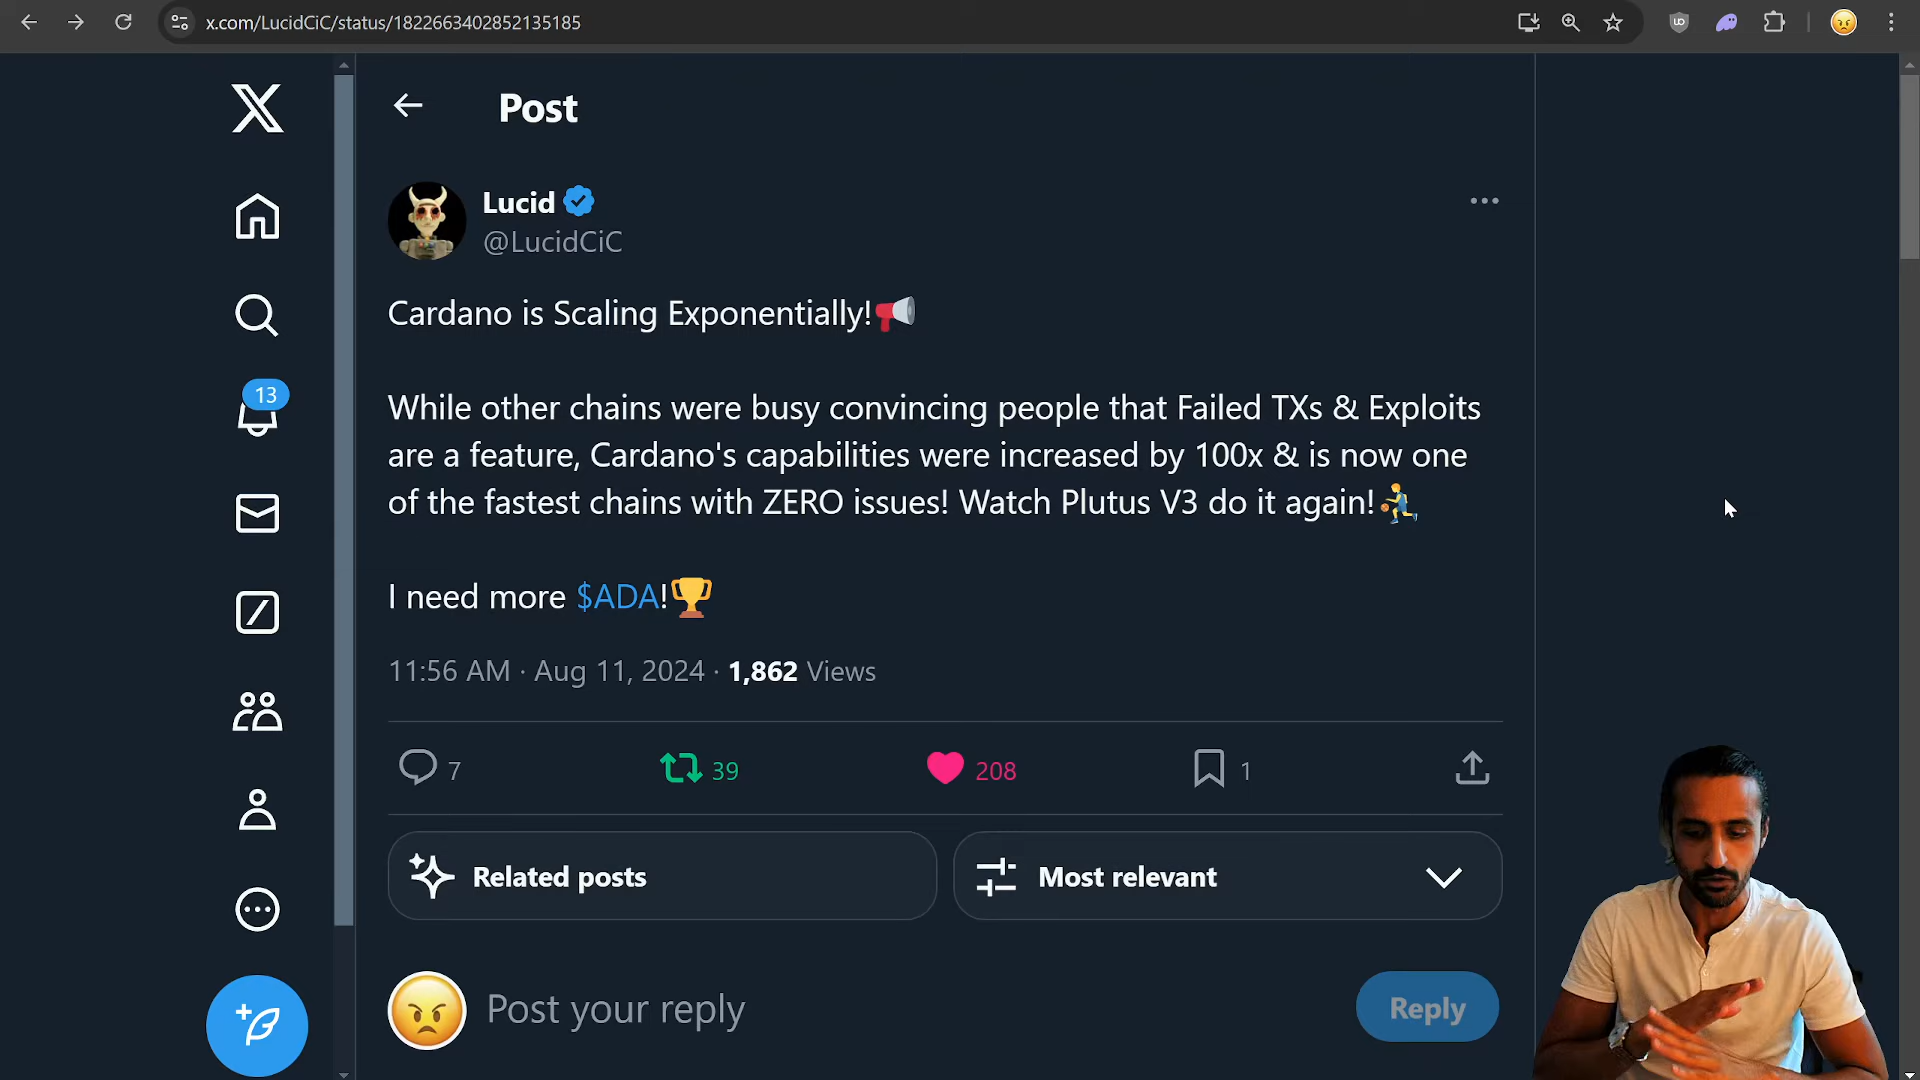 x.com/LucidCiC/status/1822663402852135185
Post
Lucid
@LucidCiC
Cardano is Scaling Exponentially!📢
While other chains were busy convincing people that Failed TXs & Exploits
are a feature, Cardano's capabilities were increased by 100x & is now one
of the fastest chains with ZERO issues! Watch Plutus V3 do it again!⛹️
I need more $ADA!🏆
11:56 AM · Aug 11, 2024 · 1,862 Views
13
7
39
208
1
Related posts
Most relevant
Post your reply
Reply